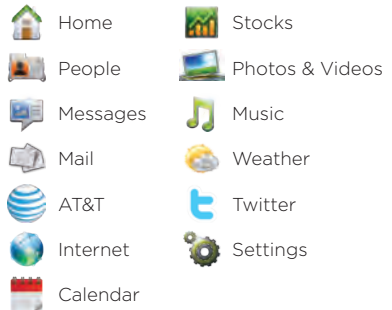 Home
People
Messages
Mail
AT&T
Internet
Calendar
Stocks
Photos & Videos
Music
Weather
Twitter
Settings